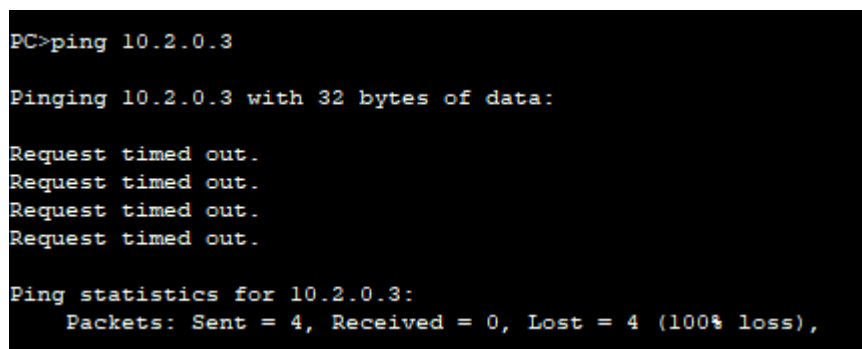 PC>ping 10.2.0.3
Pinging 10.2.0.3 with 32 bytes of data:
Request timed out.
Request timed out.
Request timed out.
Request timed out.
Ping statistics for 10.2.0.3:
Packets: Sent = 4, Received = 0, Lost = 4 (100% loss),